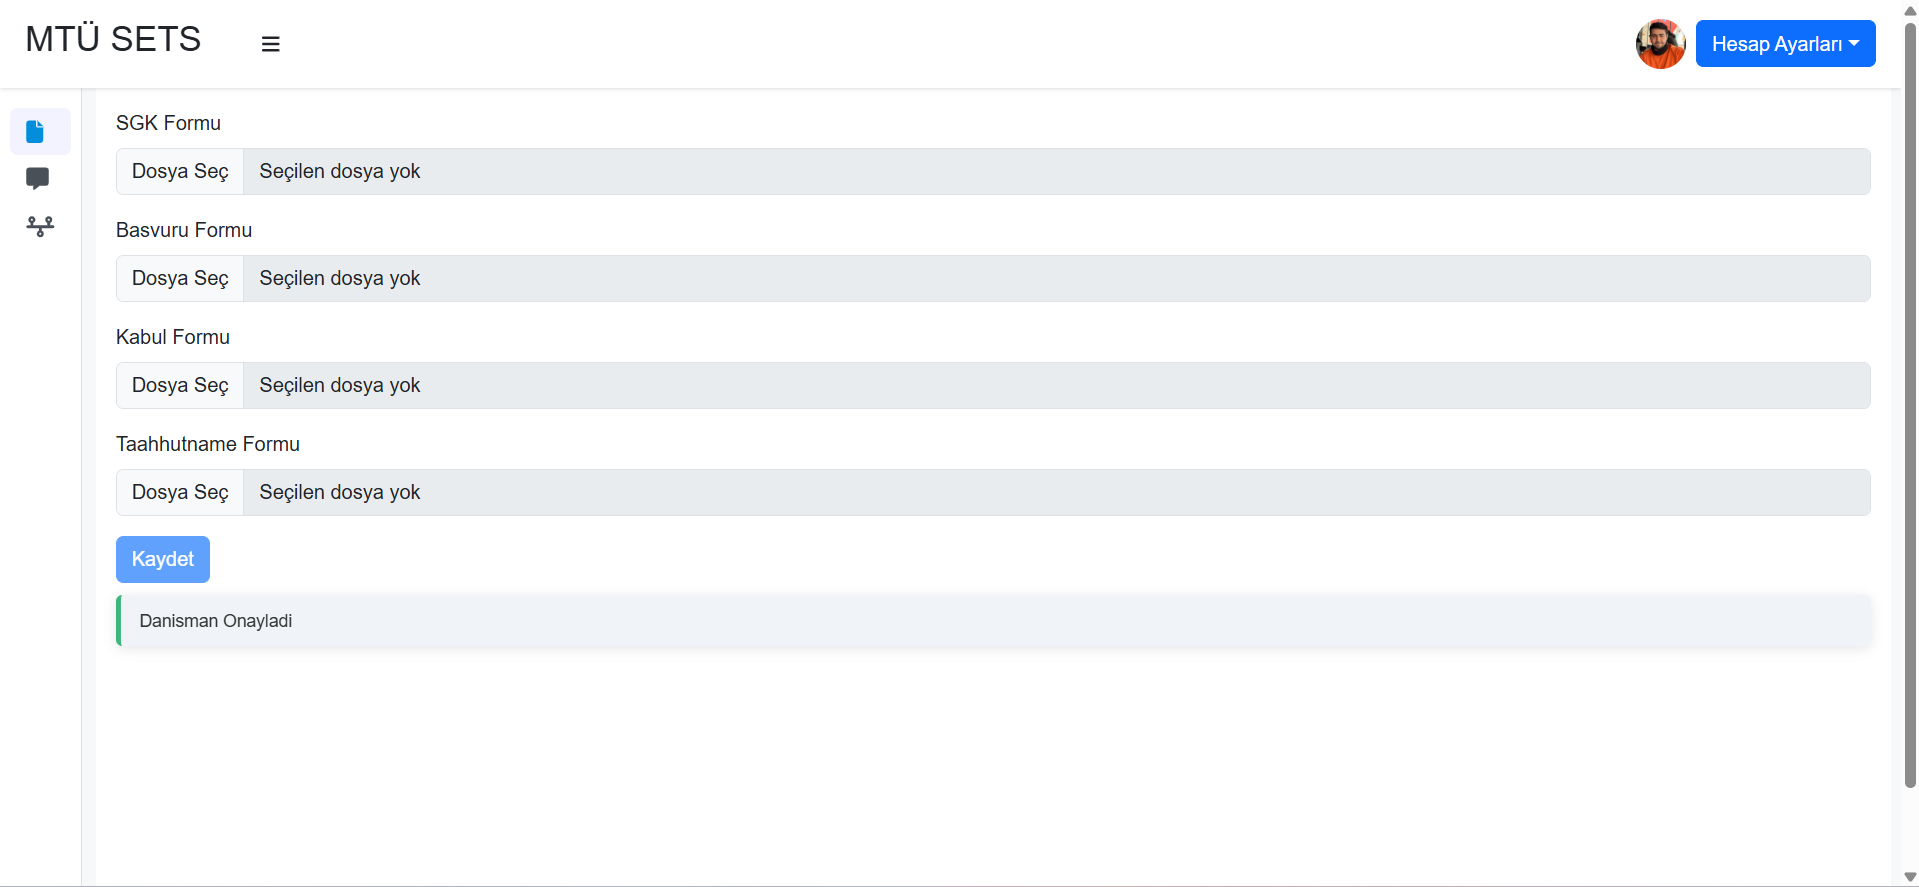 MTÜ SETS
Hesap Ayarları
SGK Formu
Dosya Seç Seçilen dosya yok
Basvuru Formu
Dosya Seç Seçilen dosya yok
Kabul Formu
Dosya Seç Seçilen dosya yok
Taahhutname Formu
Dosya Seç Seçilen dosya yok
Kaydet
Danisman Onayladi